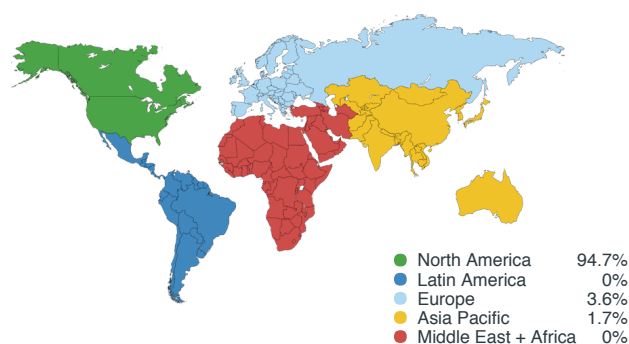 North America 94.7%
Latin America 0%
Europe 3.6%
Asia Pacific 1.7%
Middle East + Africa 0%